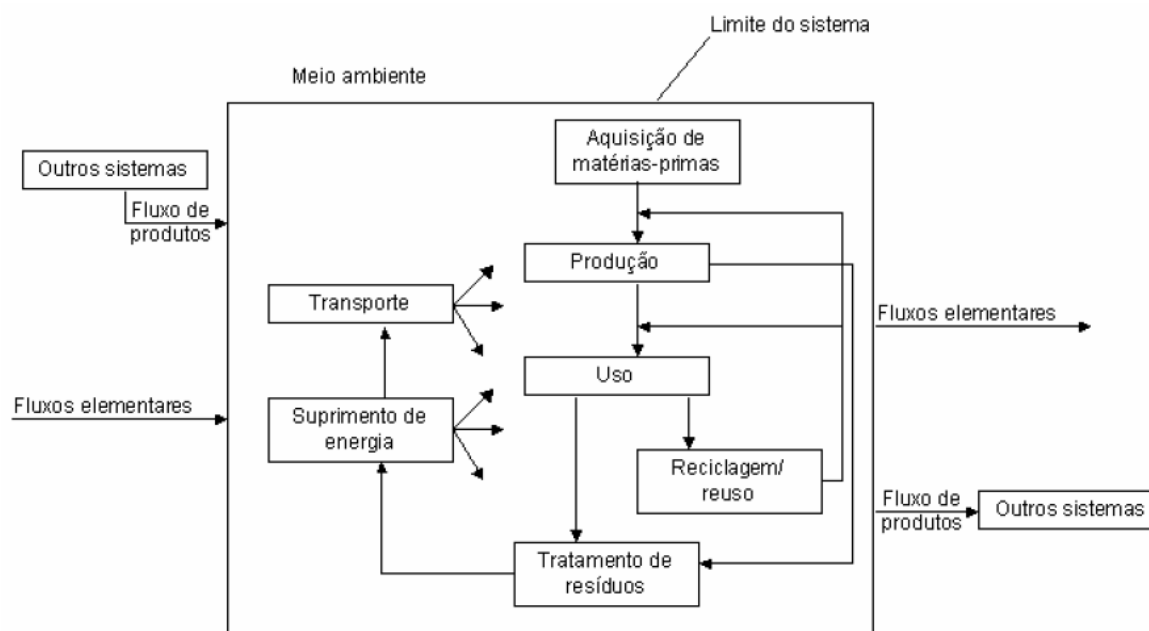 Limite do sistema
Meio ambiente
Aquisição de
matérias-primas
Outros sistemas
Fluxo de
produtos
Produção
Transporte
Fluxos elementares
Uso
Fluxos elementares
Suprimento de
energia
Reciclagem/
reuso
Fluxo de
produtos
Outros sistemas
Tratamento de
resíduos